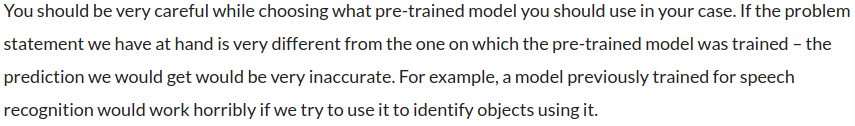 You should be very careful while choosing what pre-trained model you should use in your case. If the problem
statement we have at hand is very different from the one on which the pre-trained model was trained – the
prediction we would get would be very inaccurate. For example, a model previously trained for speech
recognition would work horribly if we try to use it to identify objects using it.